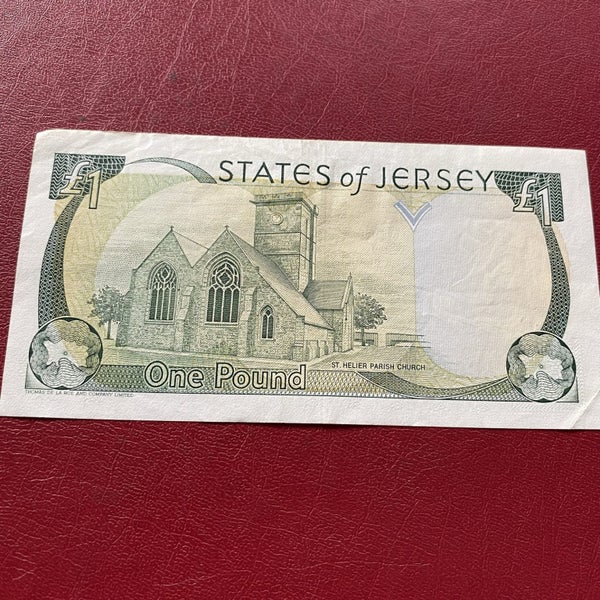 STATES of JERSEY
£1
£1
ST. HELIER PARISH CHURCH
One Pound
THOMAS DE LA RUE AND COMPANY LIMITED